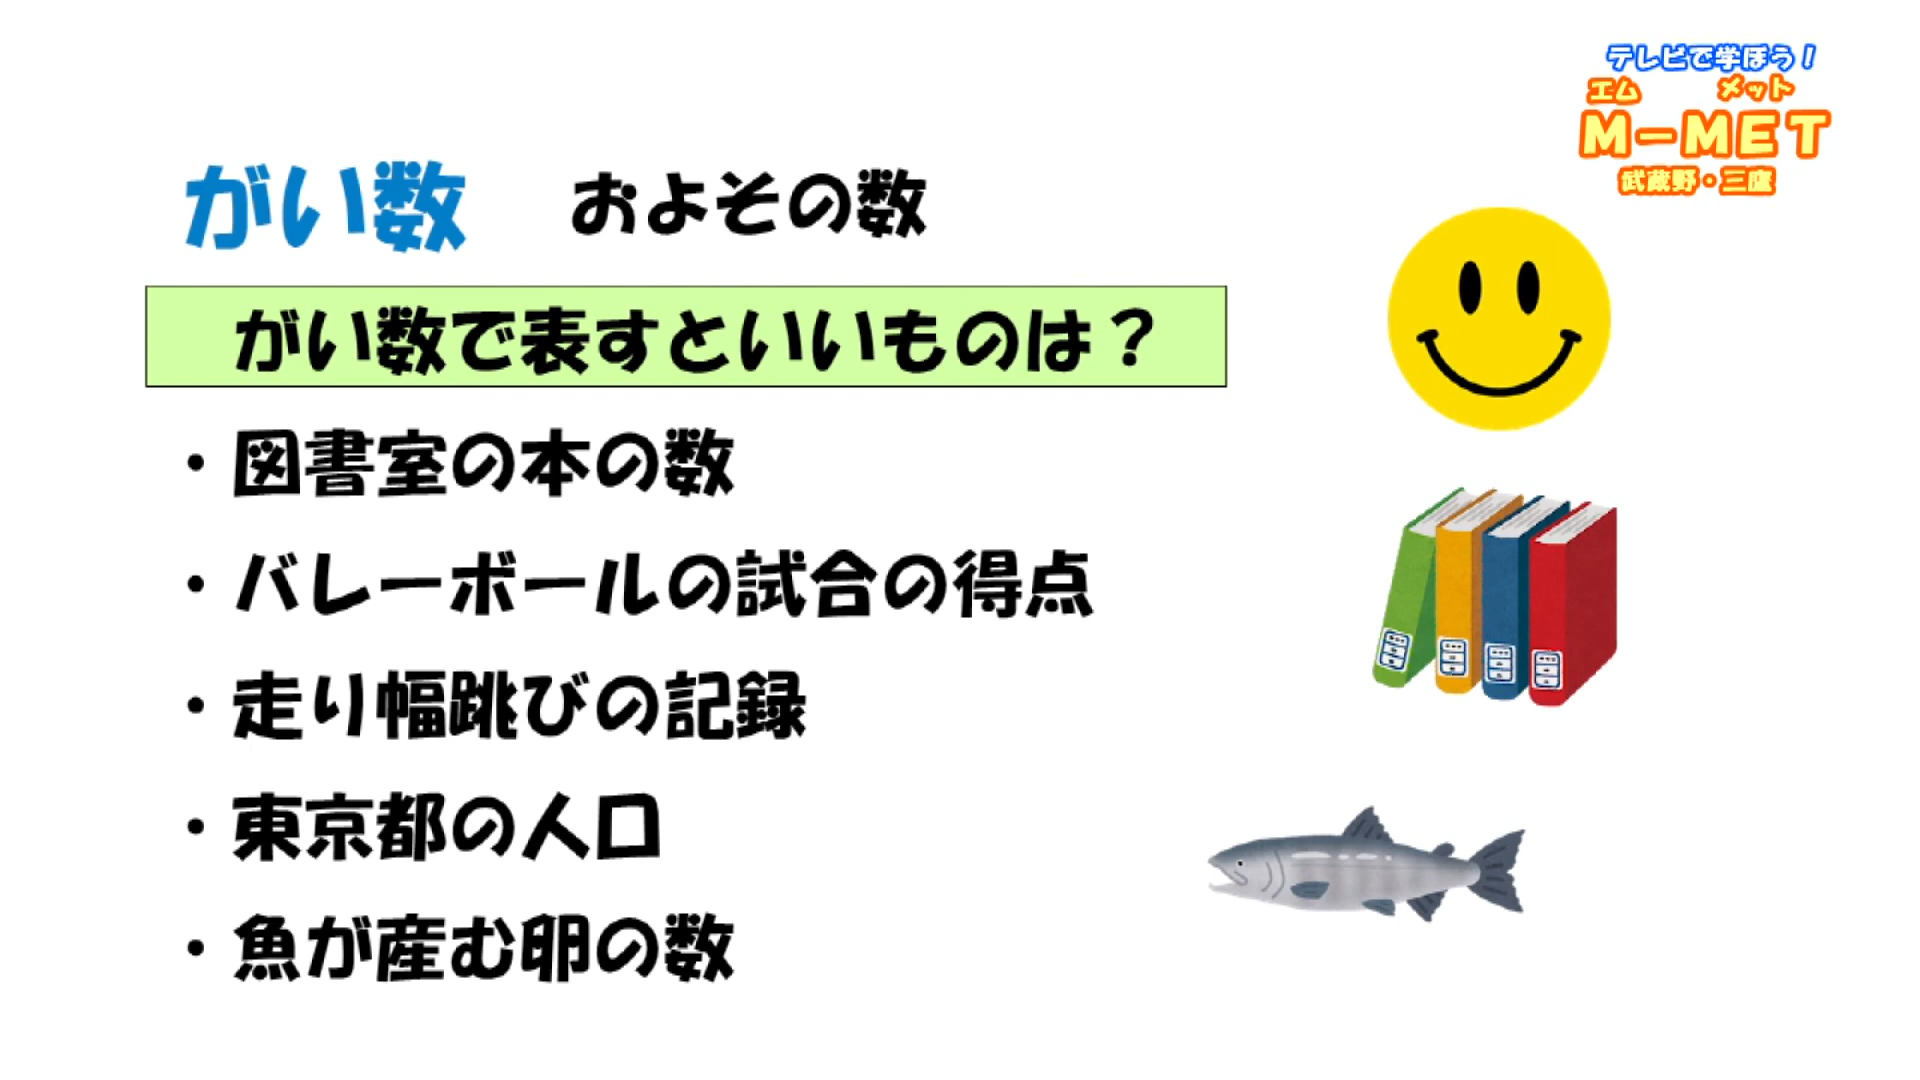 テレビで学ぼう！
エム メット
M-MET
武蔵野・三鷹
がい数 およその数
がい数で表すといいものは？
・図書室の本の数
・バレーボールの試合の得点
・走り幅跳びの記録
・東京都の人口
・魚が産む卵の数